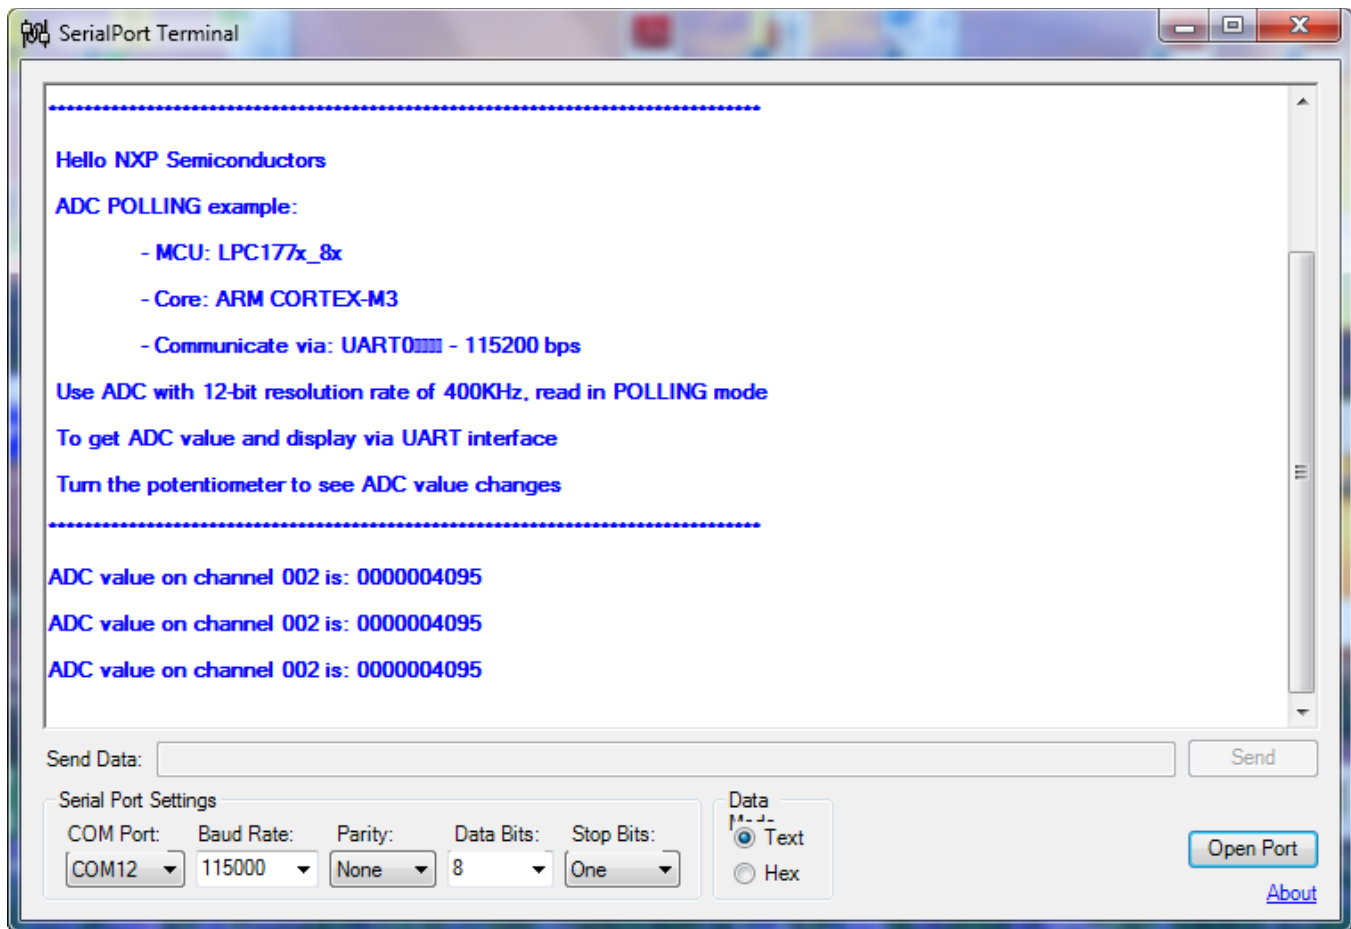 SerialPort Terminal
********************************************************************************
Hello NXP Semiconductors
ADC POLLING example:
- MCU: LPC177x_8x
- Core: ARM CORTEX-M3
- Communicate via: UART0 - 115200 bps
Use ADC with 12-bit resolution rate of 400KHz, read in POLLING mode
To get ADC value and display via UART interface
Turn the potentiometer to see ADC value changes
********************************************************************************
ADC value on channel 002 is: 0000004095
ADC value on channel 002 is: 0000004095
ADC value on channel 002 is: 0000004095
Send Data: Send
Serial Port Settings Data
COM Port: Baud Rate: Parity: Data Bits: Stop Bits: Text
COM12 115000 None 8 One Hex
Open Port
About